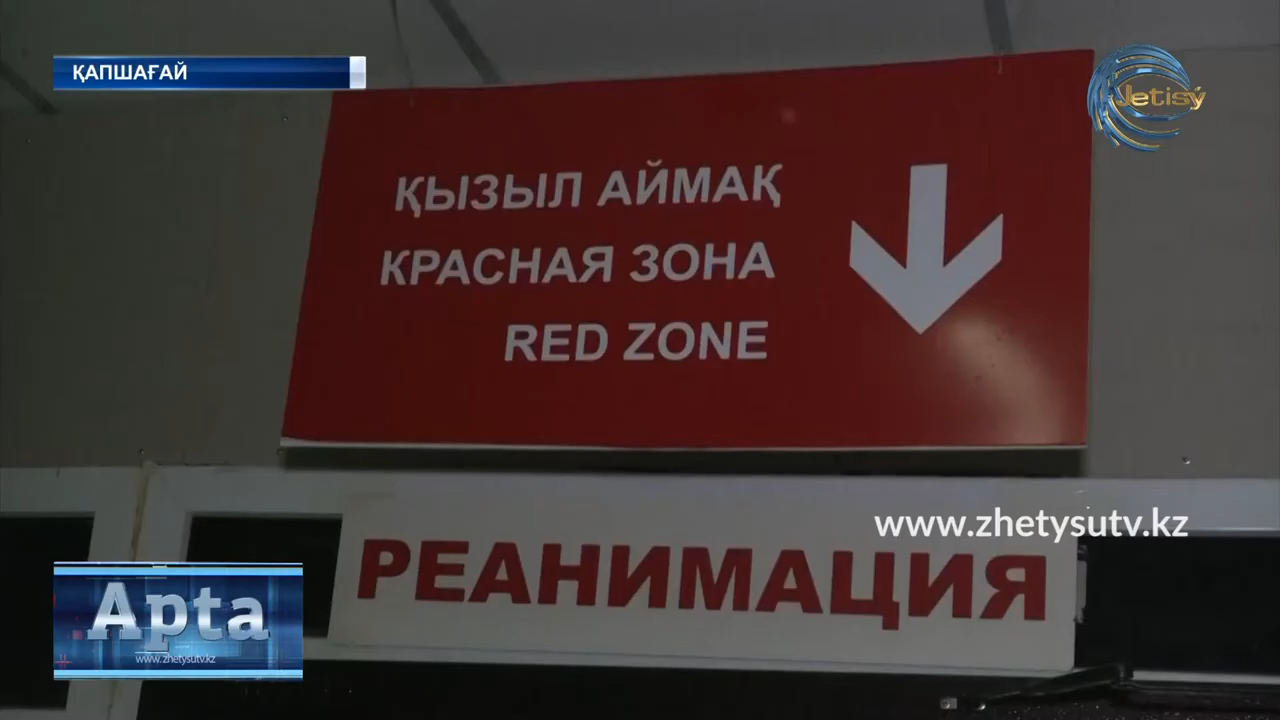 ҚАПШАҒАЙ
Jetisý
ҚЫЗЫЛ АЙМАҚ
КРАСНАЯ ЗОНА
RED ZONE
www.zhetysutv.kz
РЕАНИМАЦИЯ
Apta
www.zhetysutv.kz